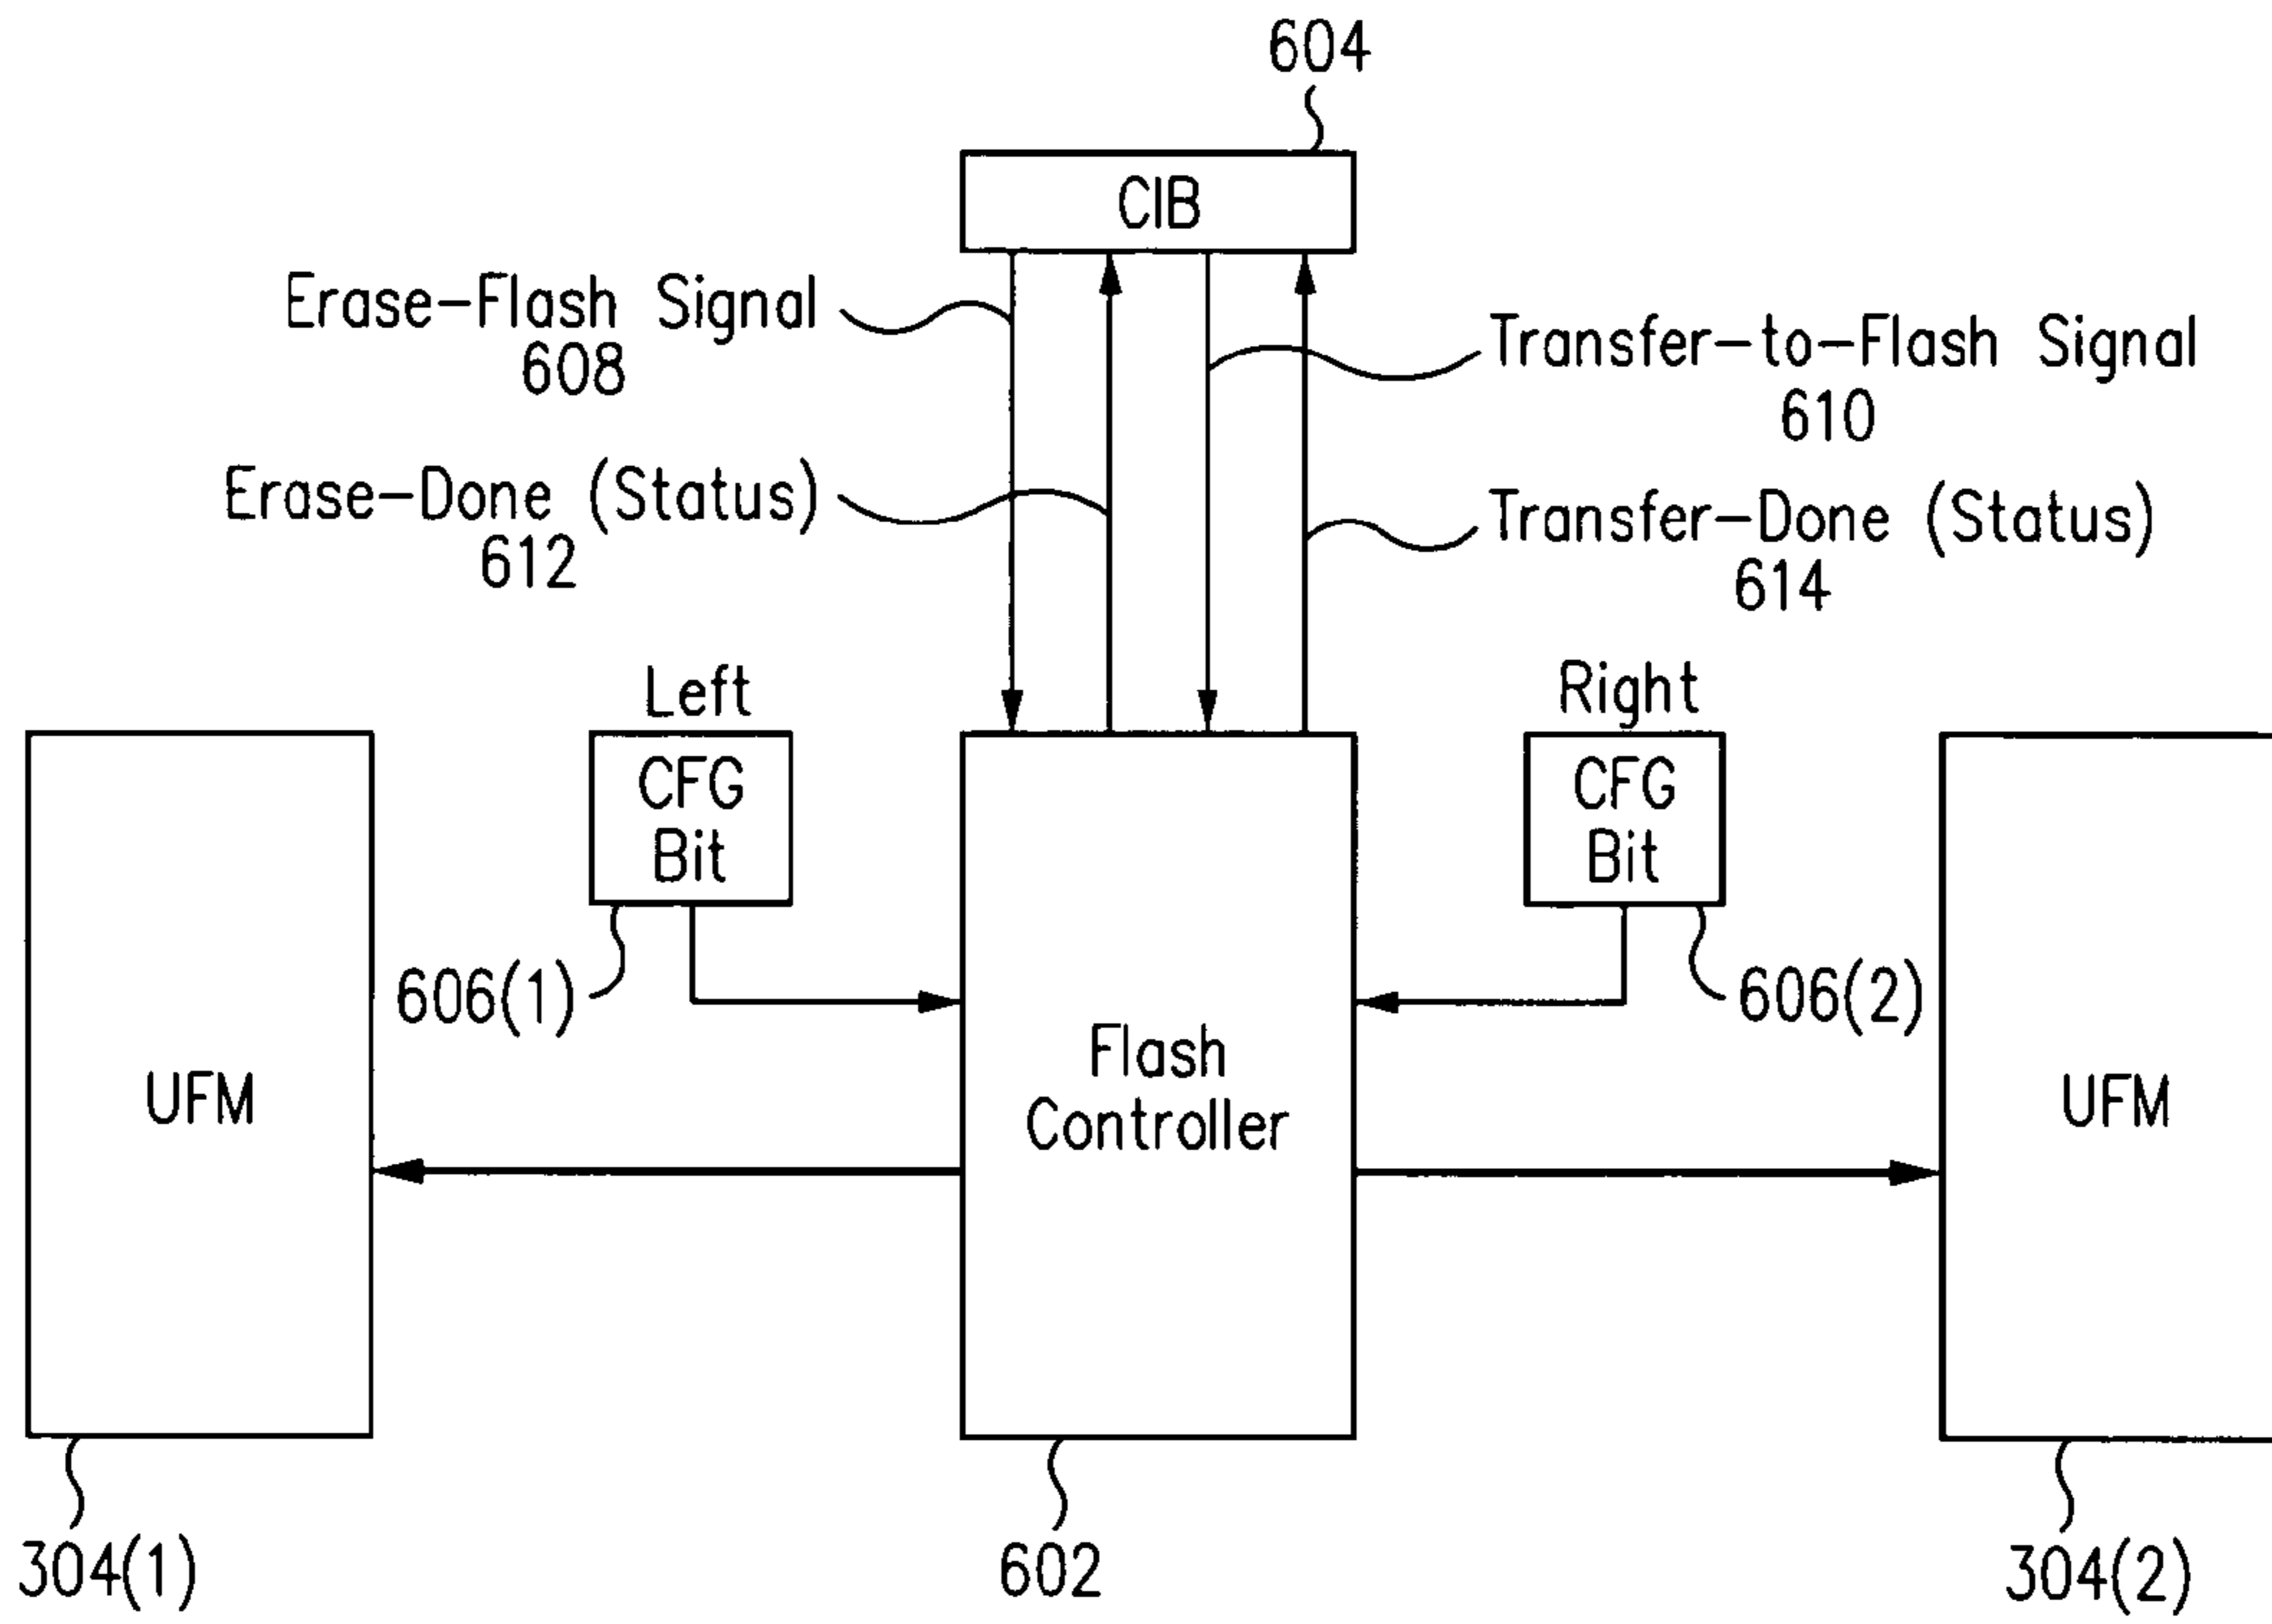 604
CIB
Erase-Flash Signal
608
Transfer-to-Flash Signal
610
Erase-Done (Status)
612
Transfer-Done (Status)
614
Left
CFG
Bit
606(1)
Right
CFG
Bit
606(2)
UFM
Flash
Controller
UFM
304(1)
602
304(2)